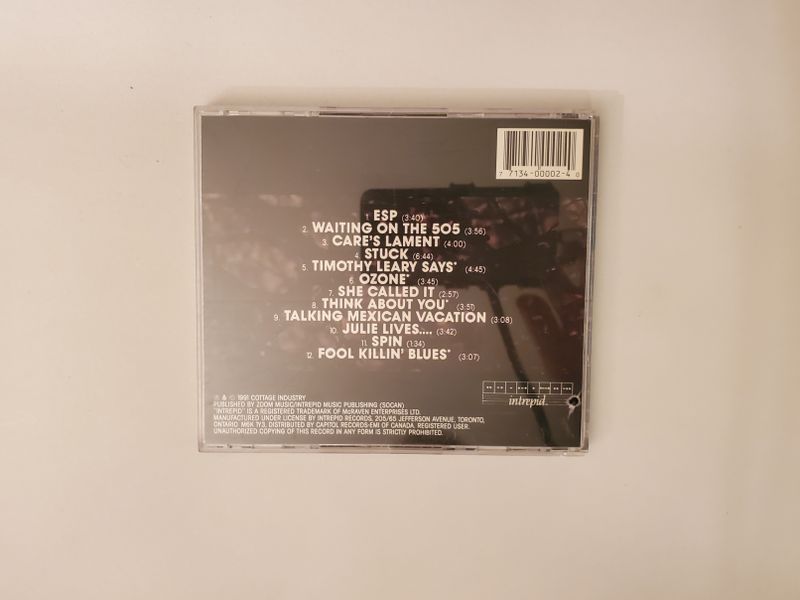 7 7134-00002-4 8
1. ESP (3:40)
2. WAITING ON THE 505 (3:56)
3. CARE'S LAMENT (4:00)
4. STUCK (6:44)
5. TIMOTHY LEARY SAYS* (4:45)
6. OZONE* (3:45)
7. SHE CALLED IT (2:57)
8. THINK ABOUT YOU* (3:51)
9. TALKING MEXICAN VACATION (3:08)
10. JULIE LIVES.... (3:42)
11. SPIN (1:34)
12. FOOL KILLIN' BLUES* (3:07)
intrepid
℗ & © 1991 COTTAGE INDUSTRY
PUBLISHED BY ZOOM MUSIC/INTREPID MUSIC PUBLISHING (SOCAN)
"INTREPID" IS A REGISTERED TRADEMARK OF McRAVEN ENTERPRISES LTD.
MANUFACTURED UNDER LICENSE BY INTREPID RECORDS, 205/65 JEFFERSON AVENUE, TORONTO,
ONTARIO. M6K 1Y3. DISTRIBUTED BY CAPITOL RECORDS-EMI OF CANADA. REGISTERED USER.
UNAUTHORIZED COPYING OF THIS RECORD IN ANY FORM IS STRICTLY PROHIBITED.